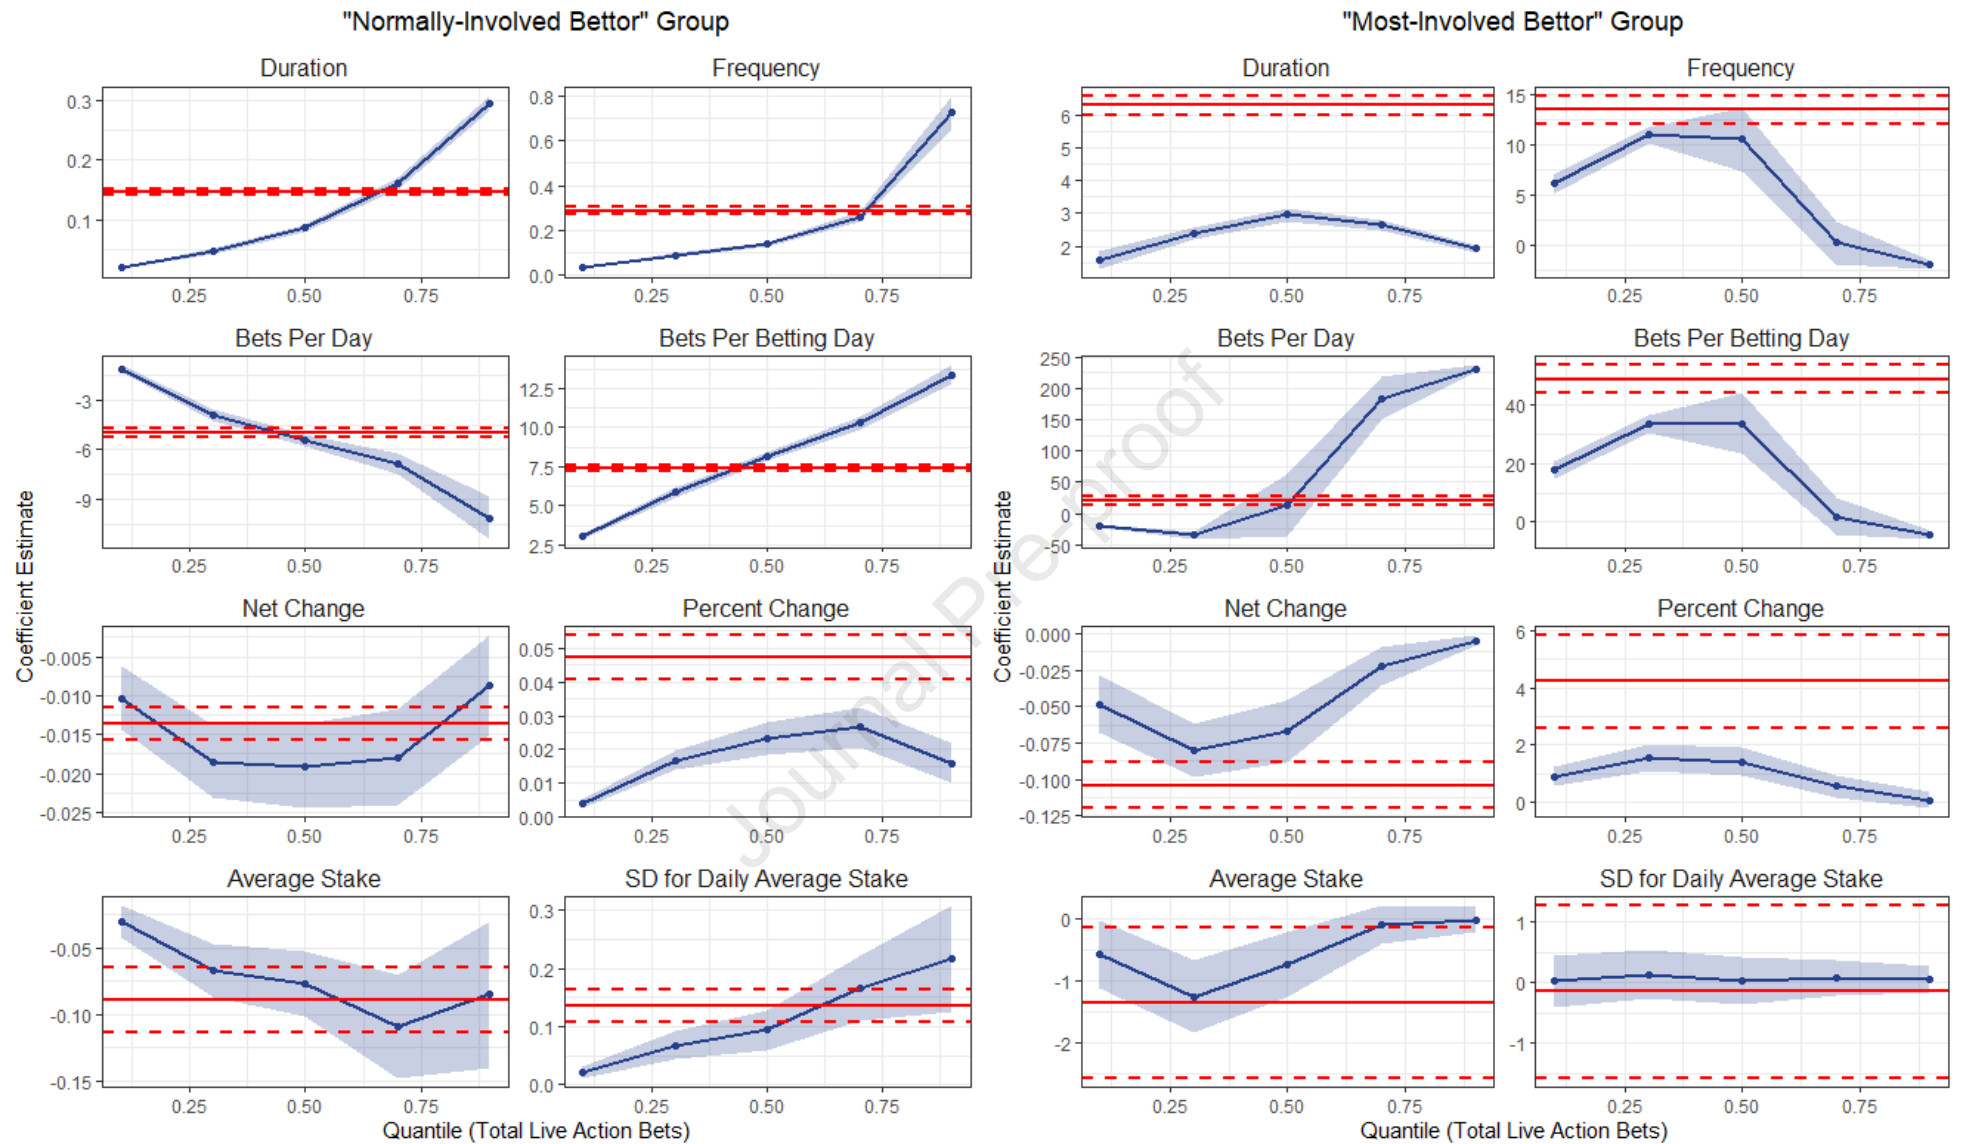 "Normally-Involved Bettor" Group
Duration
Frequency
0.3
0.2
0.1
0.25 0.50 0.75
0.8
0.6
0.4
0.2
0.0
0.25 0.50 0.75
Bets Per Day
Bets Per Betting Day
-3
-6
-9
0.25 0.50 0.75
12.5
10.0
7.5
5.0
2.5
0.25 0.50 0.75
Net Change
Percent Change
-0.005
-0.010
-0.015
-0.020
-0.025
0.25 0.50 0.75
0.05
0.04
0.03
0.02
0.01
0.00
0.25 0.50 0.75
Average Stake
SD for Daily Average Stake
-0.05
-0.10
-0.15
0.25 0.50 0.75
0.3
0.2
0.1
0.0
0.25 0.50 0.75
Coefficient Estimate
Quantile (Total Live Action Bets)
"Most-Involved Bettor" Group
Duration
Frequency
6
5
4
3
2
0.25 0.50 0.75
15
10
5
0
0.25 0.50 0.75
Bets Per Day
Bets Per Betting Day
250
200
150
100
50
0
-50
0.25 0.50 0.75
40
20
0
0.25 0.50 0.75
Net Change
Percent Change
0.000
-0.025
-0.050
-0.075
-0.100
-0.125
0.25 0.50 0.75
6
4
2
0
0.25 0.50 0.75
Average Stake
SD for Daily Average Stake
0
-1
-2
0.25 0.50 0.75
1
0
-1
0.25 0.50 0.75
Coefficient Estimate
Quantile (Total Live Action Bets)
Journal Pre-proof